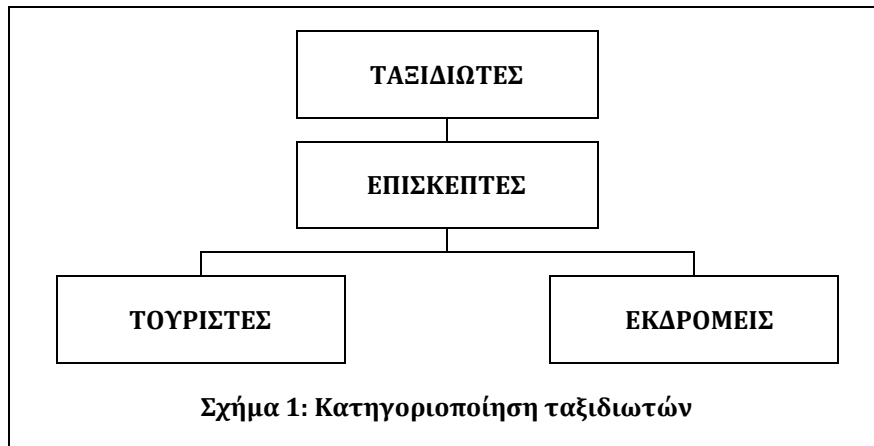 ΤΑΞΙΔΙΩΤΕΣ
ΕΠΙΣΚΕΠΤΕΣ
ΤΟΥΡΙΣΤΕΣ
ΕΚΔΡΟΜΕΙΣ
Σχήμα 1: Κατηγοριοποίηση ταξιδιωτών